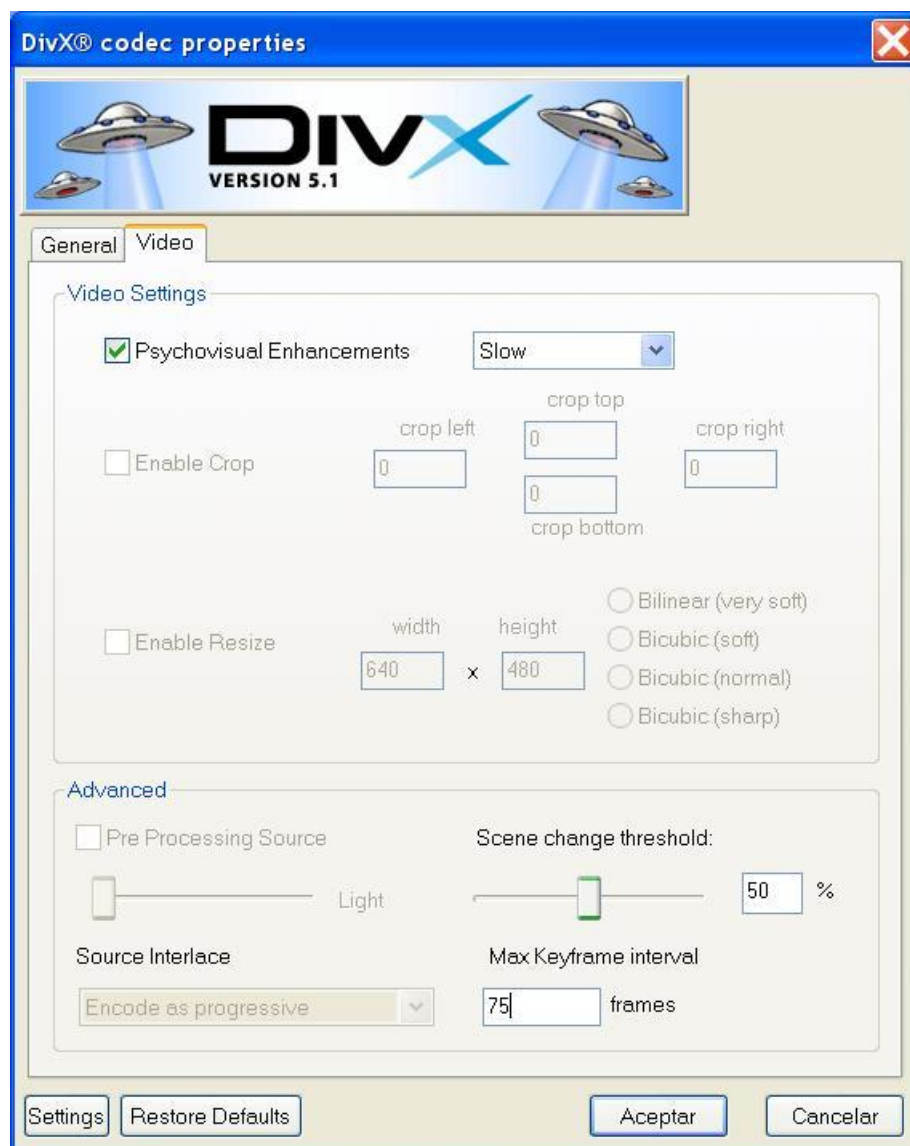 DivX® codec properties
DIVX
VERSION 5.1
General Video
Video Settings
Psychovisual Enhancements Slow
crop top
crop left 0 crop right
Enable Crop 0 0
0
crop bottom
Bilinear (very soft)
width height
Enable Resize Bicubic (soft)
640 x 480
Bicubic (normal)
Bicubic (sharp)
Advanced
Pre Processing Source Scene change threshold:
Light 50 %
Source Interlace Max Keyframe interval
Encode as progressive 75 frames
Settings Restore Defaults Aceptar Cancelar